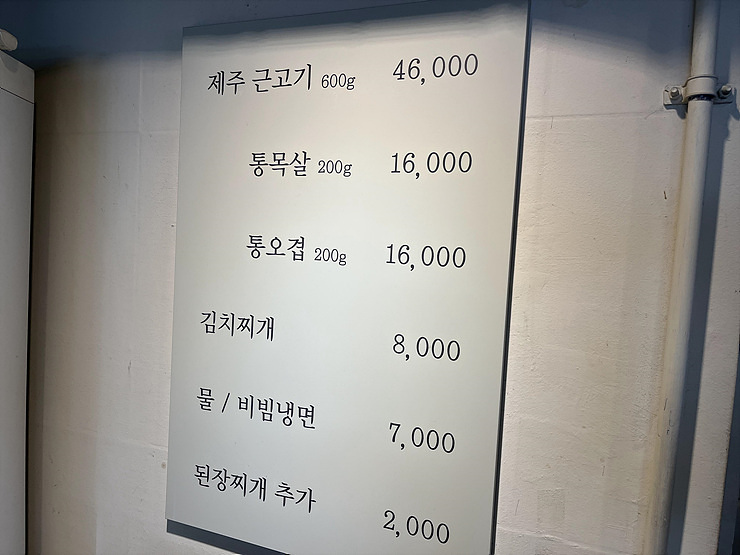 제주 근고기 600g 46,000
통목살 200g 16,000
통오겹 200g 16,000
김치찌개 8,000
물 / 비빔냉면 7,000
된장찌개 추가 2,000